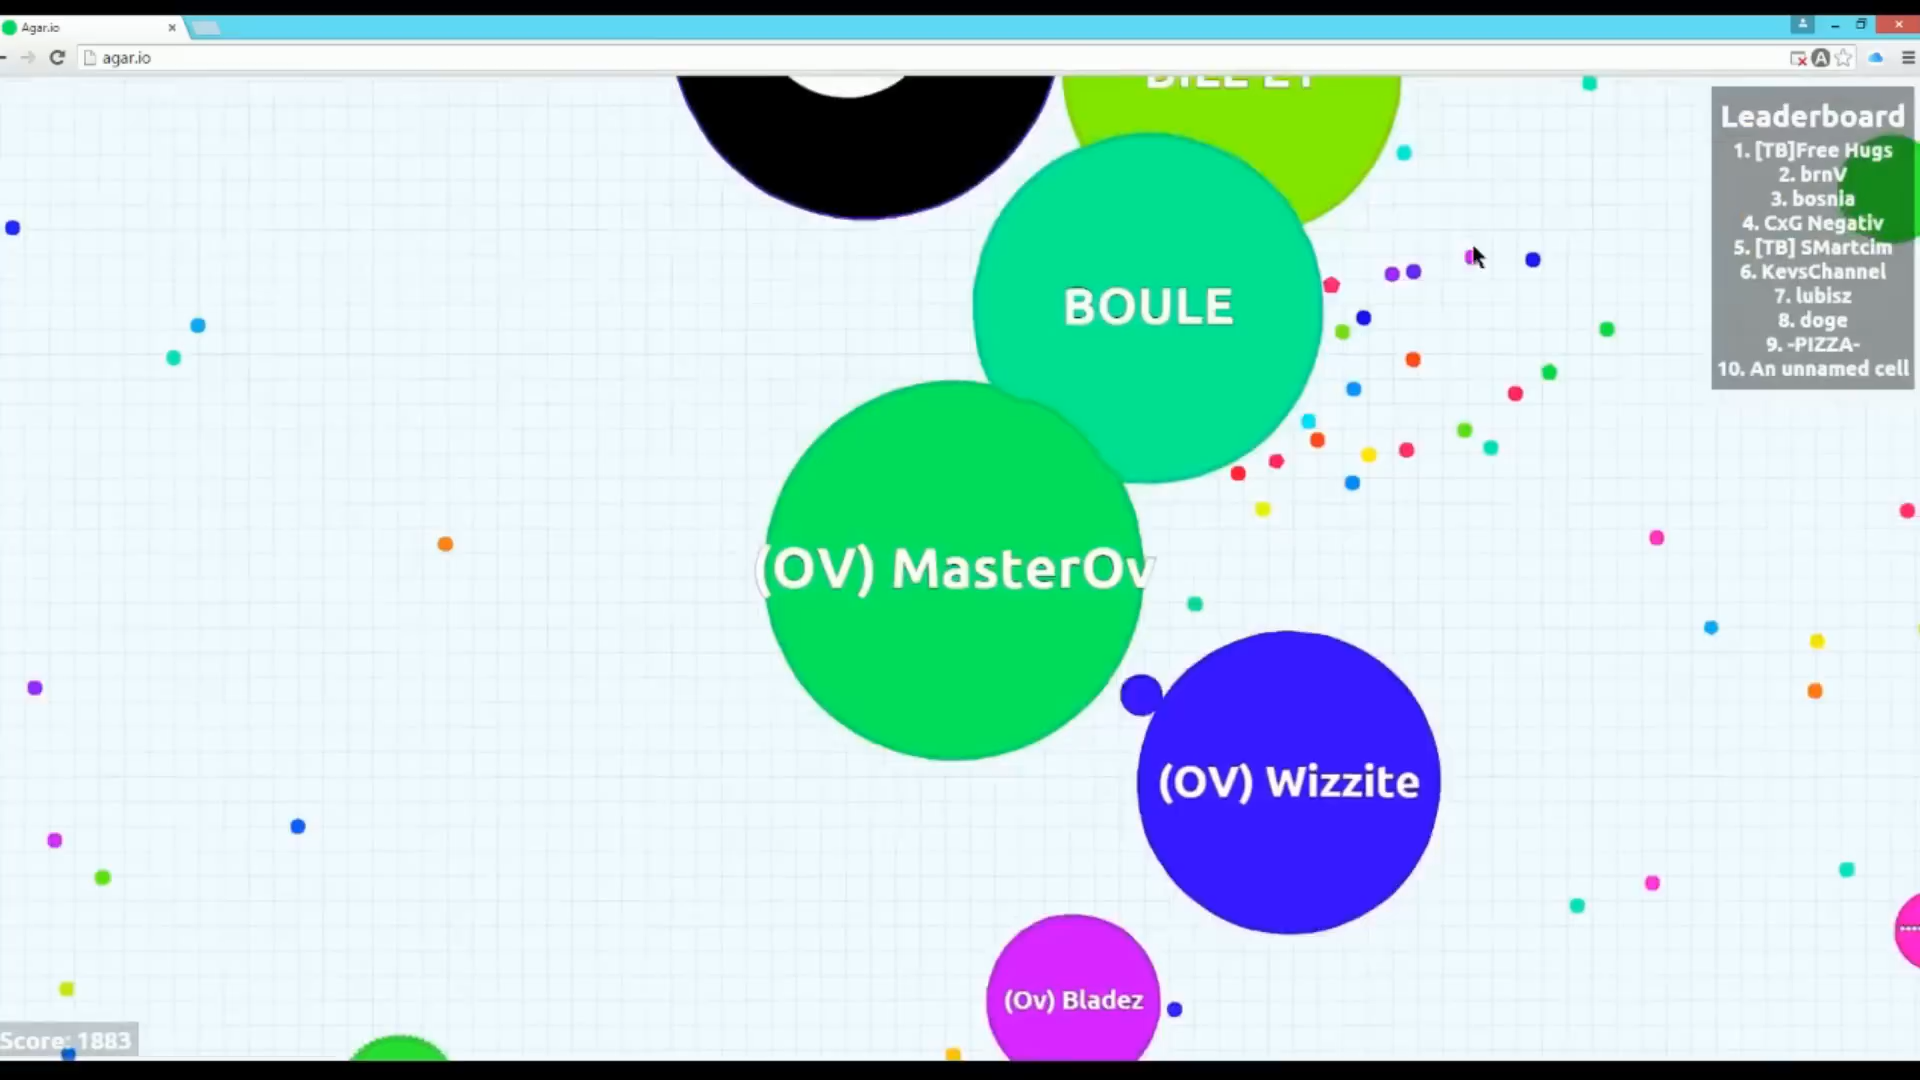 Agar.io
agar.io
Leaderboard
1. [TB]Free Hugs
2. brnV
3. bosnia
4. CxG Negativ
5. [TB] SMartcim
6. KevsChannel
7. lubisz
8. doge
9. -PIZZA-
10. An unnamed cell
BOULE
(OV) MasterOv
(OV) Wizzite
(Ov) Bladez
Score: 1883